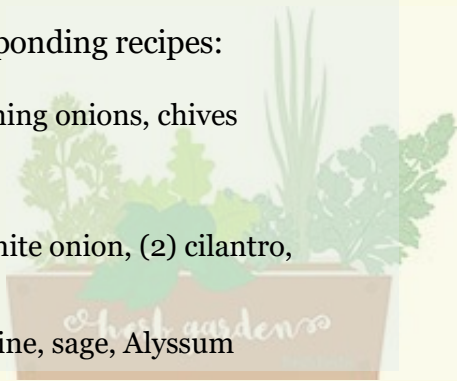 ponding recipes:
ning onions, chives
nite onion, (2) cilantro,
herb garden
ine, sage, Alyssum